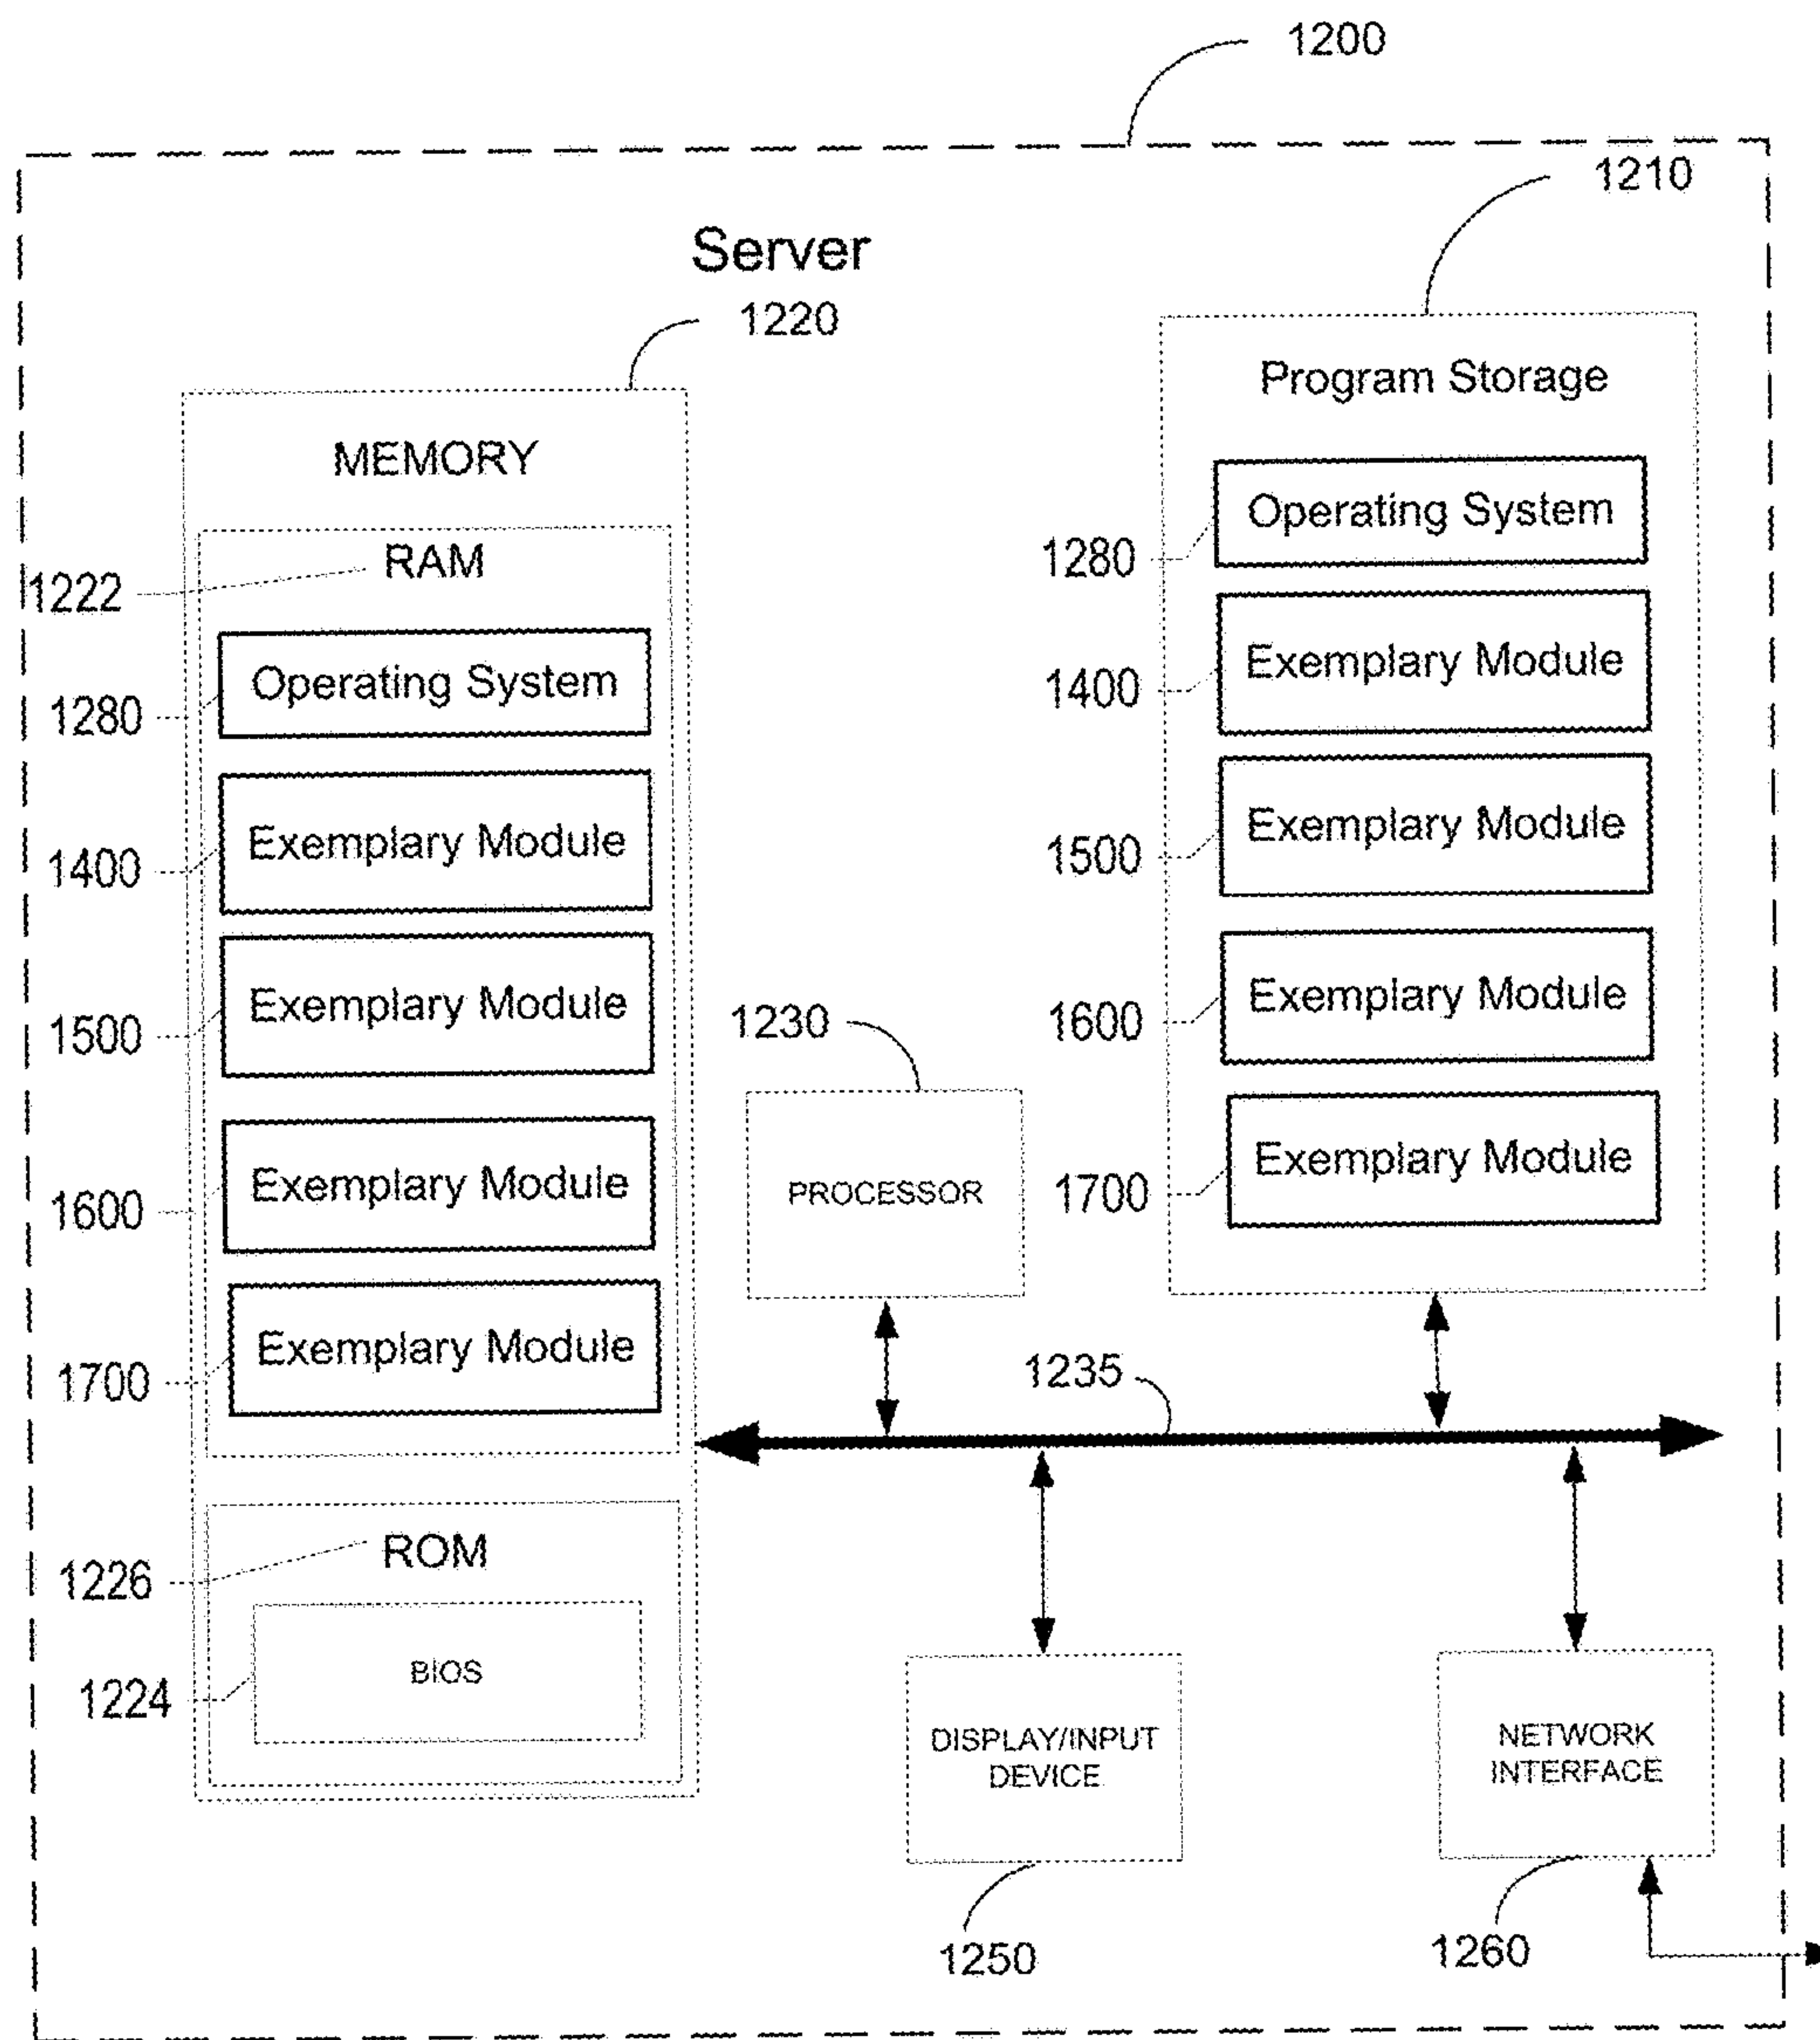 1200
1210
Server
1220
MEMORY
RAM
1222
Operating System
1280
Exemplary Module
1400
Exemplary Module
1500
Exemplary Module
1600
Exemplary Module
1700
ROM
1226
BIOS
1224
Program Storage
Operating System
1280
Exemplary Module
1400
Exemplary Module
1500
Exemplary Module
1600
Exemplary Module
1700
1230
PROCESSOR
1235
DISPLAY/INPUT
DEVICE
1250
NETWORK
INTERFACE
1260